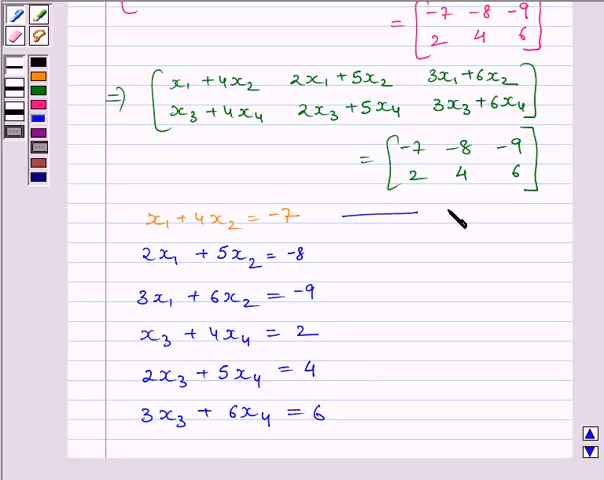 = [-7 -8 -9
2 4 6]
⇒ [x₁ + 4x₂ 2x₁ + 5x₂ 3x₁ + 6x₂
x₃ + 4x₄ 2x₃ + 5x₄ 3x₃ + 6x₄]
= [-7 -8 -9
2 4 6]
x₁ + 4x₂ = -7 ———
2x₁ + 5x₂ = -8
3x₁ + 6x₂ = -9
x₃ + 4x₄ = 2
2x₃ + 5x₄ = 4
3x₃ + 6x₄ = 6